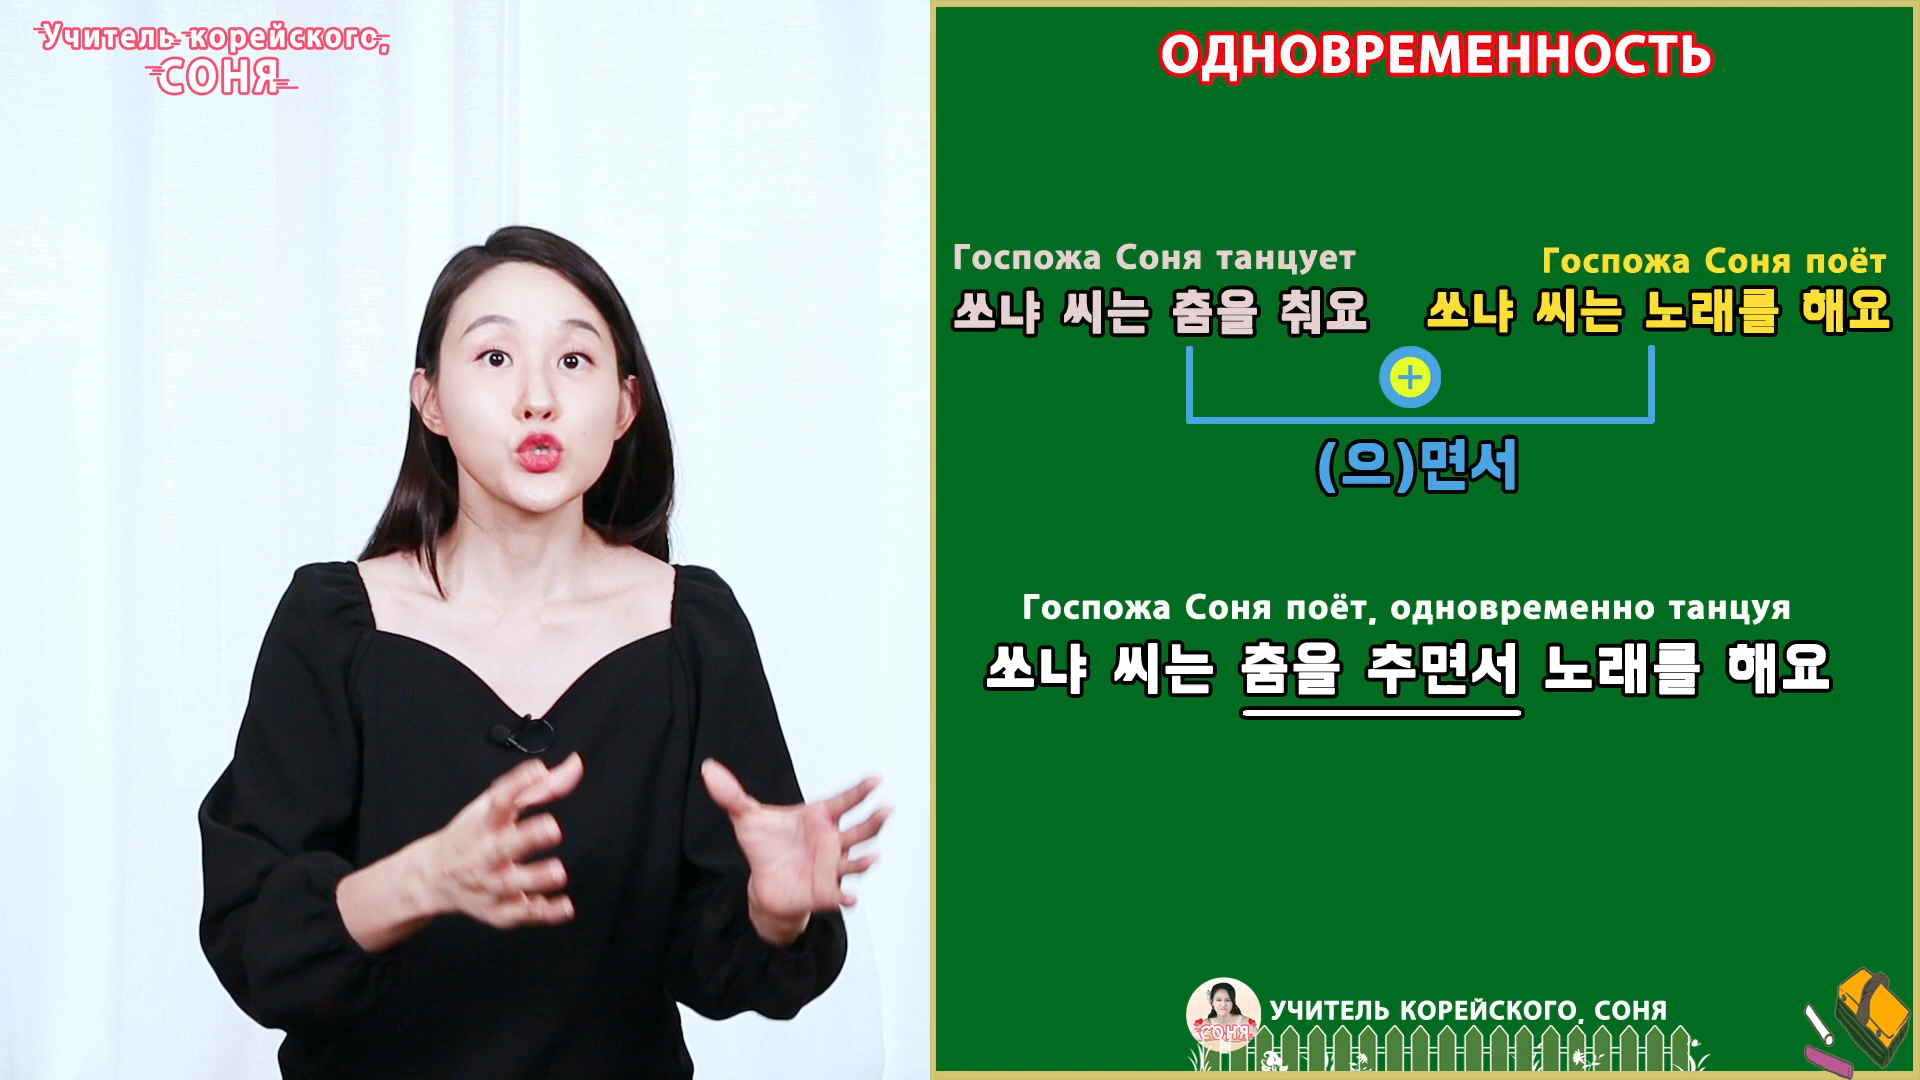 Учитель корейского,
СОНЯ
ОДНОВРЕМЕННОСТЬ
Госпожа Соня танцует
쏘냐 씨는 춤을 춰요
Госпожа Соня поёт
쏘냐 씨는 노래를 해요
+
(으)면서
Госпожа Соня поёт, одновременно танцуя
쏘냐 씨는 춤을 추면서 노래를 해요
СОНЯ
УЧИТЕЛЬ КОРЕЙСКОГО, СОНЯ